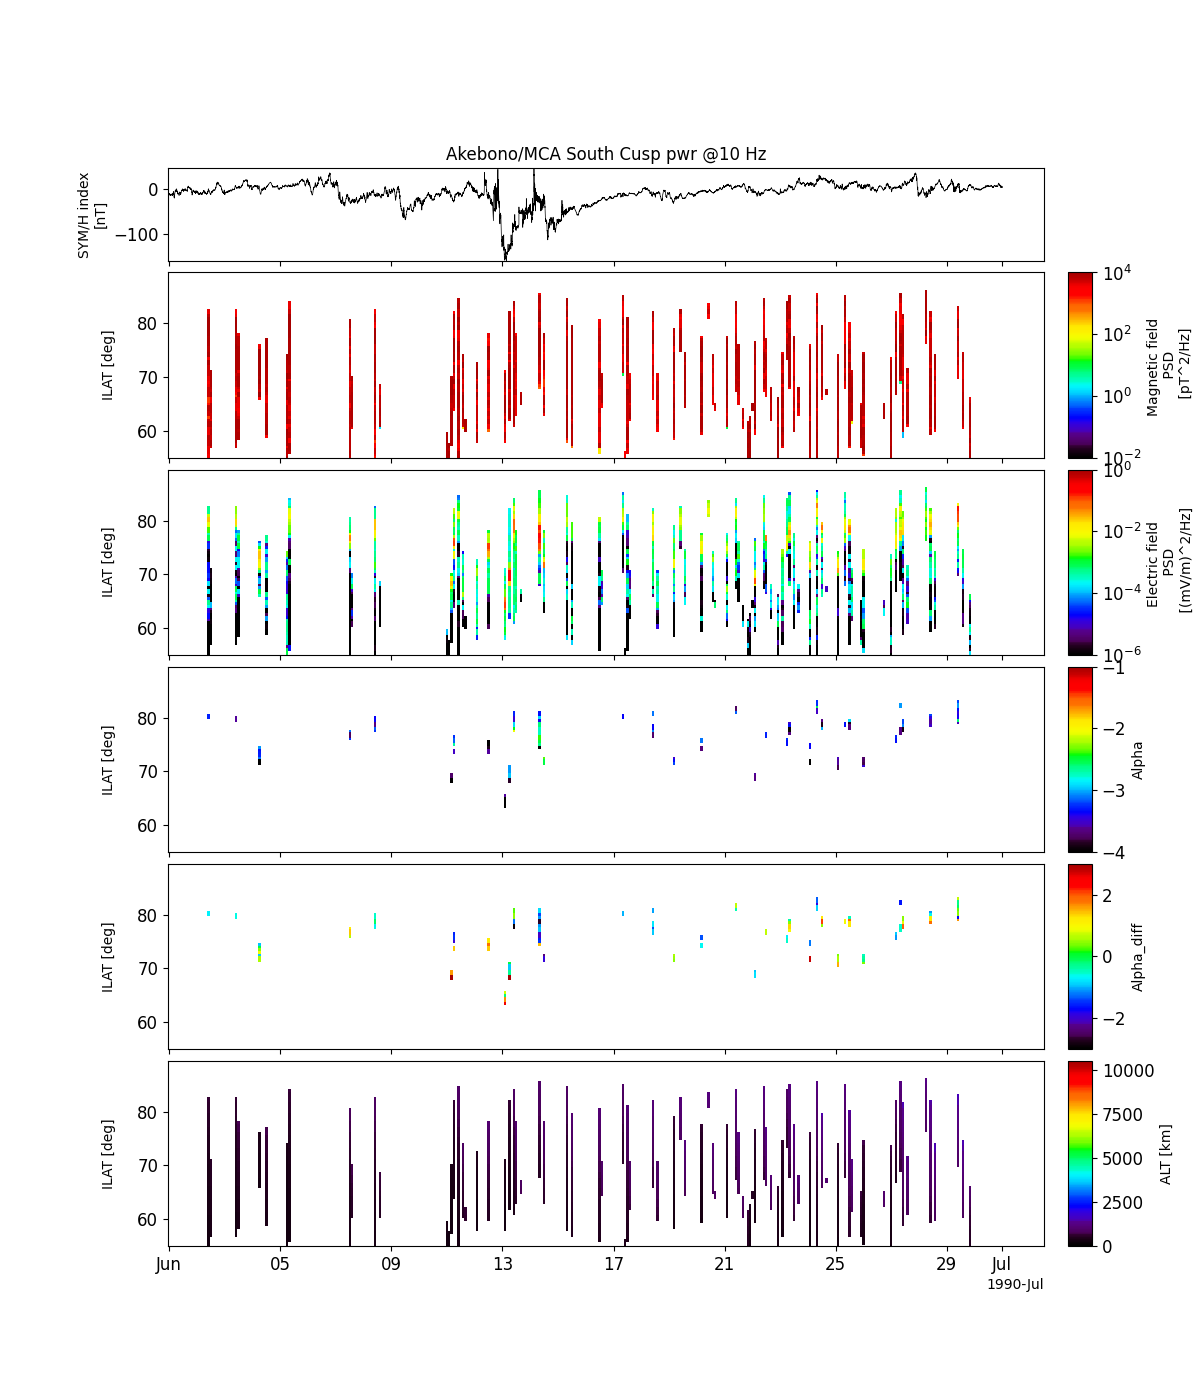 Akebono/MCA South Cusp pwr @10 Hz
SYM/H index
[nT]
0
−100
ILAT [deg]
80
70
60
10^4
10^2
10^0
10^−2
Magnetic field
PSD
[pT^2/Hz]
ILAT [deg]
80
70
60
10^0
10^−2
10^−4
10^−6
Electric field
PSD
[(mV/m)^2/Hz]
ILAT [deg]
80
70
60
−1
−2
−3
−4
Alpha
ILAT [deg]
80
70
60
2
0
−2
Alpha_diff
ILAT [deg]
80
70
60
10000
7500
5000
2500
0
ALT [km]
Jun 05 09 13 17 21 25 29 Jul
1990-Jul